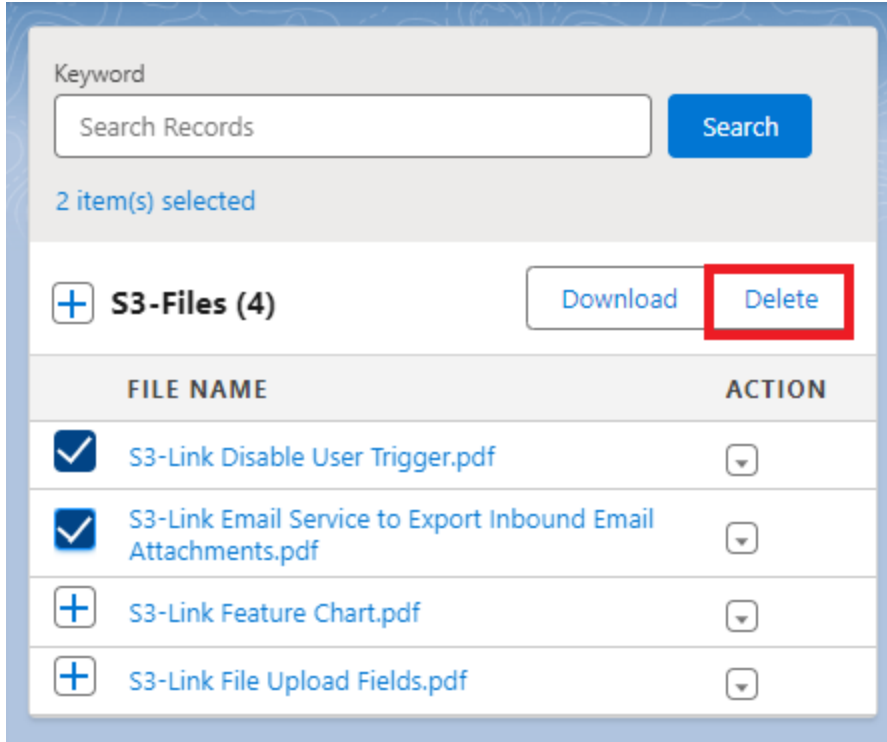 Keyword
Search Records
Search
2 item(s) selected
S3-Files (4)
Download
Delete
FILE NAME
ACTION
S3-Link Disable User Trigger.pdf
S3-Link Email Service to Export Inbound Email
Attachments.pdf
S3-Link Feature Chart.pdf
S3-Link File Upload Fields.pdf